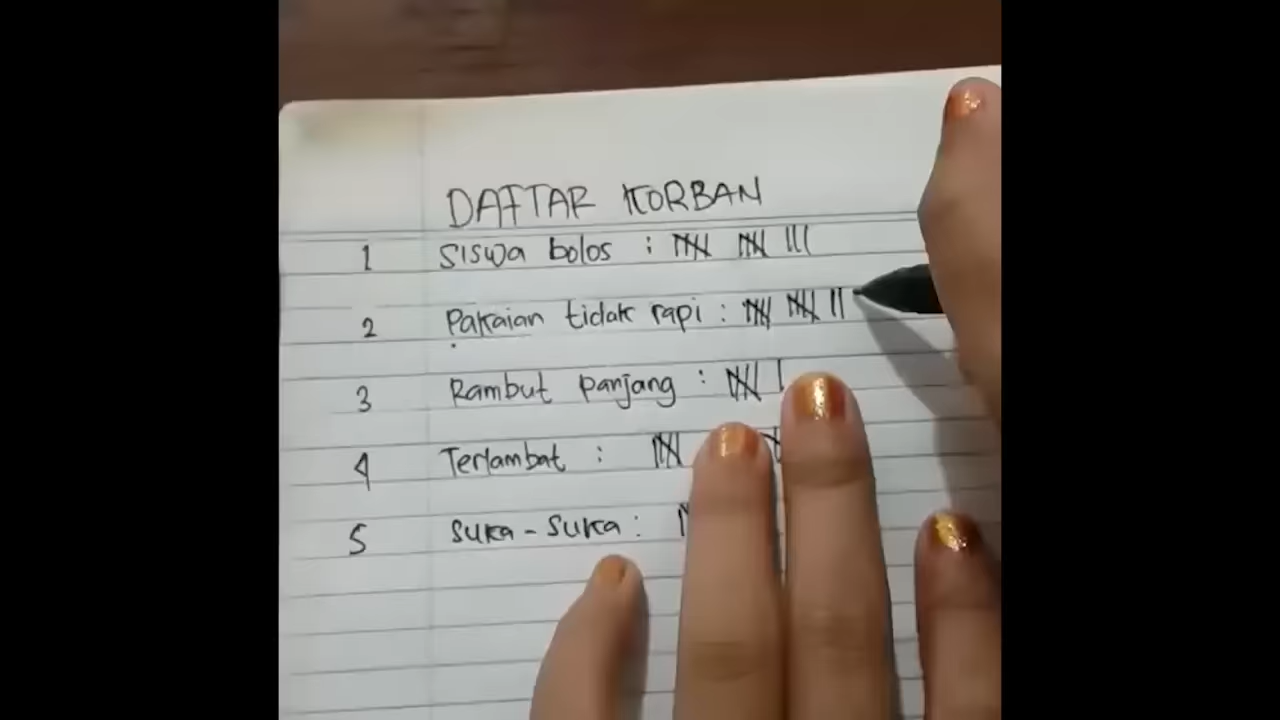 DAFTAR KORBAN
1 Siswa bolos : |||| |||| |||
2 Pakaian tidak rapi : |||| |||| ||
3 Rambut panjang : |||| |
4 Terlambat :
5 Suka-suka :